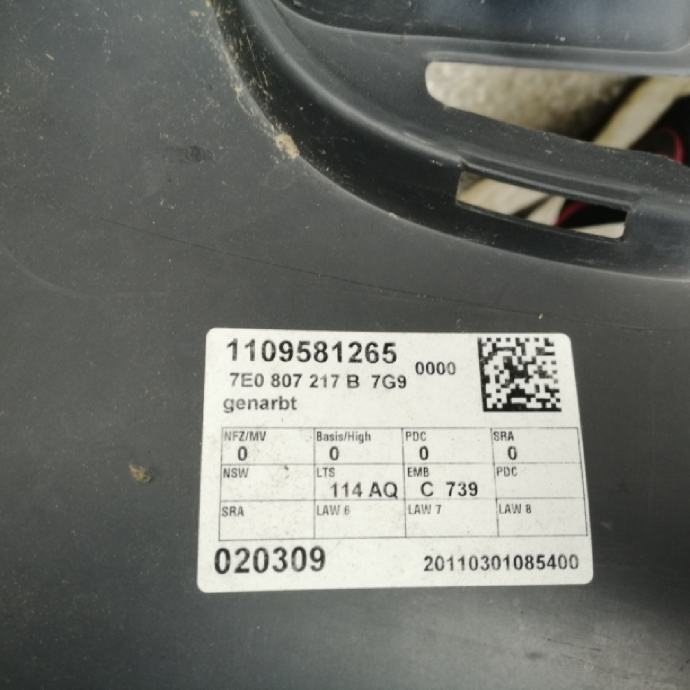 1109581265 0000
7E0 807 217 B 7G9
genarbt
NFZ/MV Basis/High PDC SRA
0 0 0 0
NSW LTS EMB PDC
114 AQ C 739
SRA LAW 6 LAW 7 LAW 8
020309 20110301085400